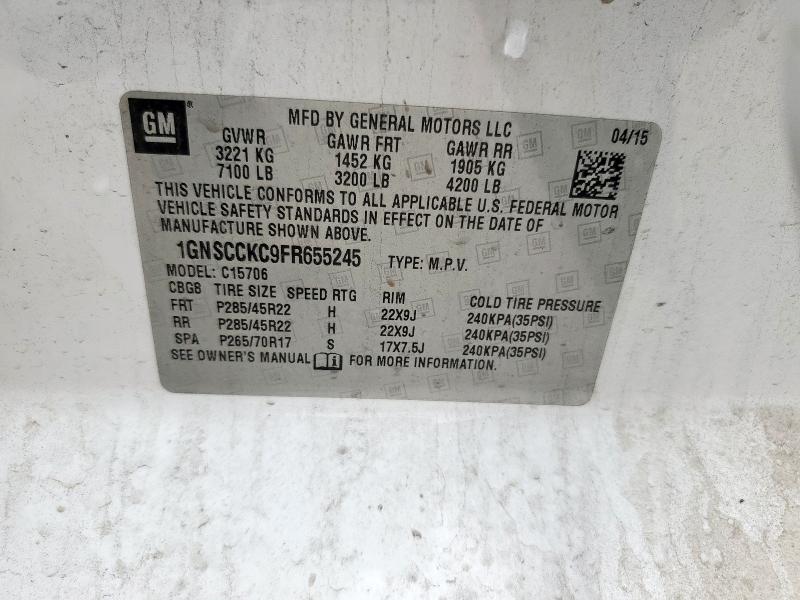 GM
MFD BY GENERAL MOTORS LLC
04/15
GVWR GAWR FRT GAWR RR
3221 KG 1452 KG 1905 KG
7100 LB 3200 LB 4200 LB
THIS VEHICLE CONFORMS TO ALL APPLICABLE U.S. FEDERAL MOTOR
VEHICLE SAFETY STANDARDS IN EFFECT ON THE DATE OF
MANUFACTURE SHOWN ABOVE.
1GNSCCKC9FR655245 TYPE: M.P.V.
MODEL: C15706
CBGB TIRE SIZE SPEED RTG RIM COLD TIRE PRESSURE
FRT P285/45R22 H 22X9J 240KPA(35PSI)
RR P285/45R22 H 22X9J 240KPA(35PSI)
SPA P265/70R17 S 17X7.5J 240KPA(35PSI)
SEE OWNER'S MANUAL FOR MORE INFORMATION.